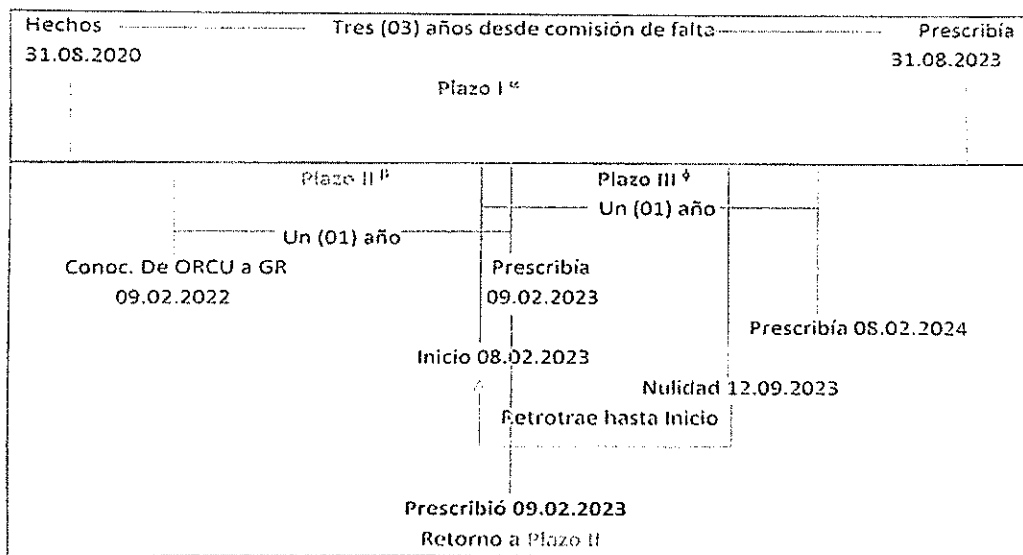 Hechos Tres (03) años desde comisión de falta Prescribía
31.08.2020 31.08.2023
Plazo I α
Plazo II β Plazo III ɸ
Un (01) año
Un (01) año
Conoc. De ORCU a GR Prescribía
09.02.2022 09.02.2023
Prescribía 08.02.2024
Inicio 08.02.2023
Nulidad 12.09.2023
Retrotrae hasta Inicio
Prescribió 09.02.2023
Retorno a Plazo II